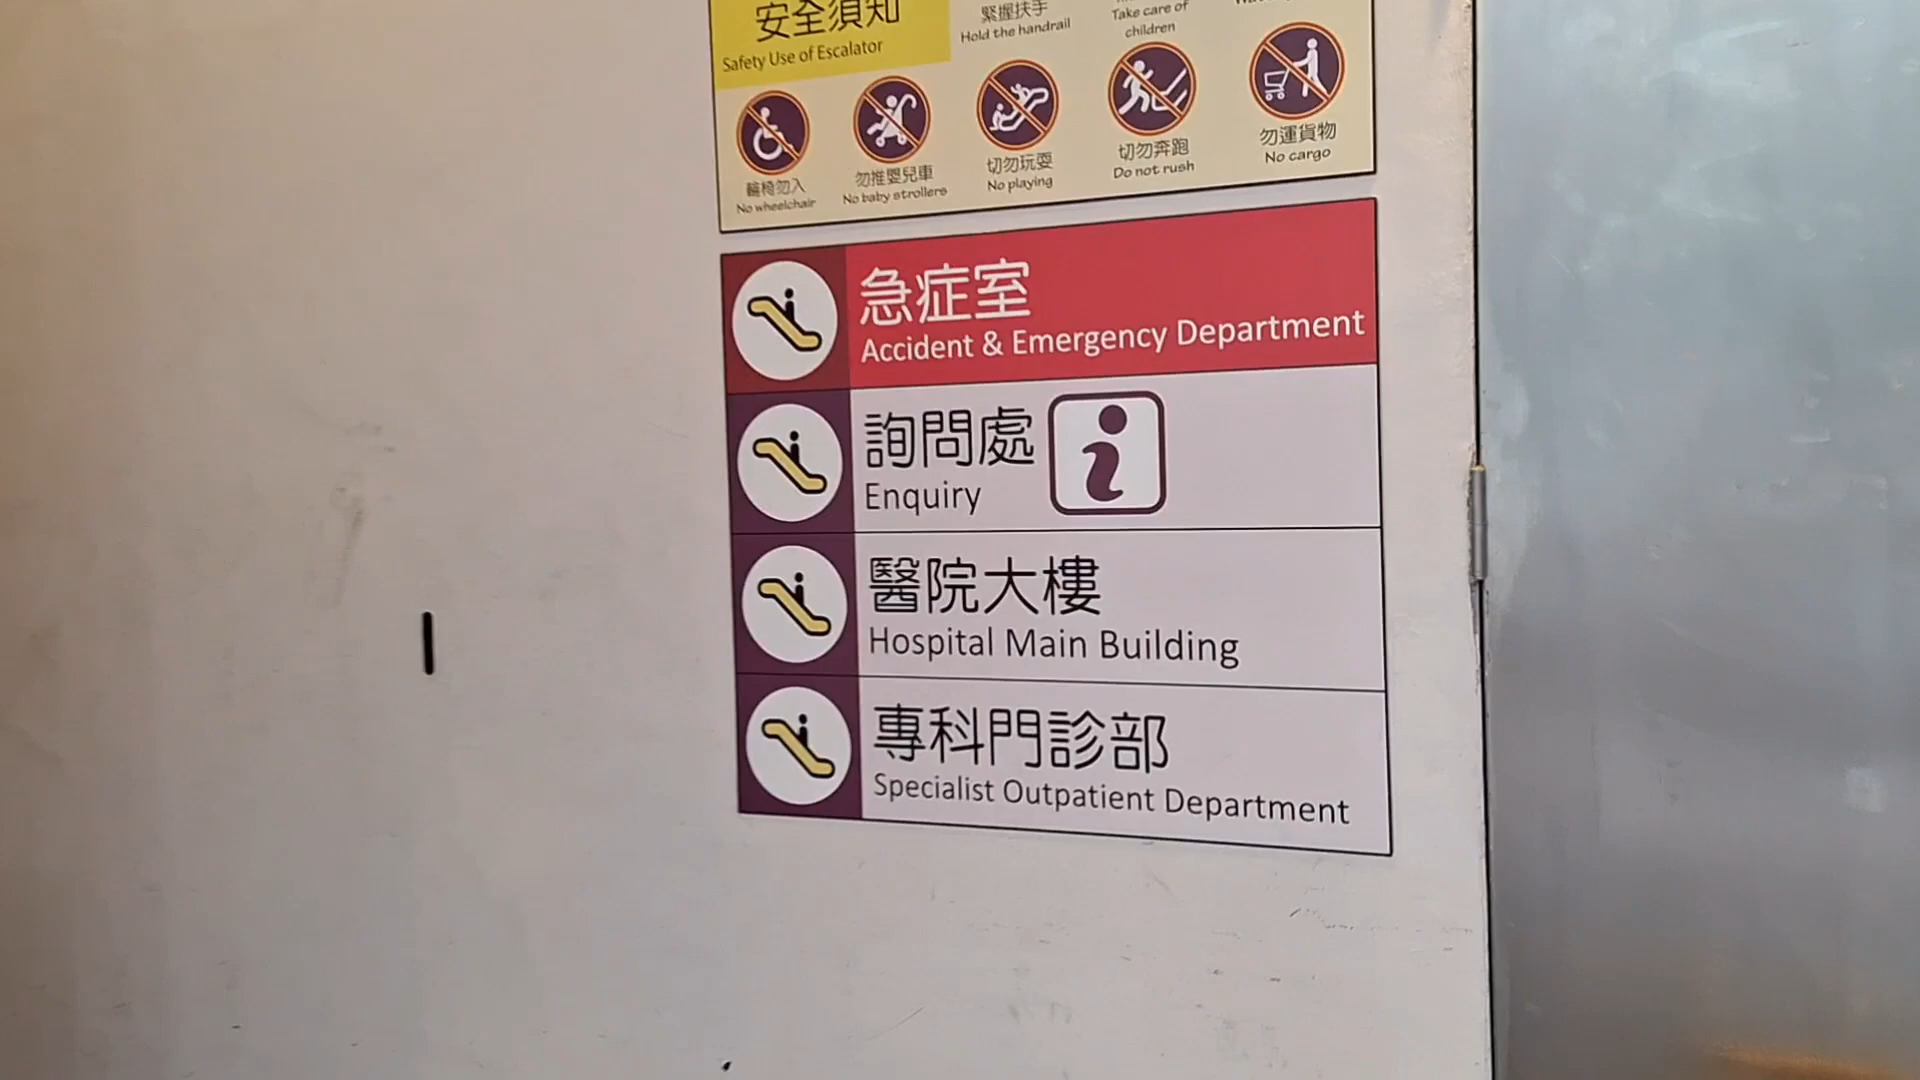 安全須知
Safety Use of Escalator
緊握扶手
Hold the handrail
Take care of
children
輪椅勿入
No wheelchair
勿推嬰兒車
No baby strollers
切勿玩耍
No playing
切勿奔跑
Do not rush
勿運貨物
No cargo
急症室
Accident & Emergency Department
詢問處
Enquiry
醫院大樓
Hospital Main Building
專科門診部
Specialist Outpatient Department